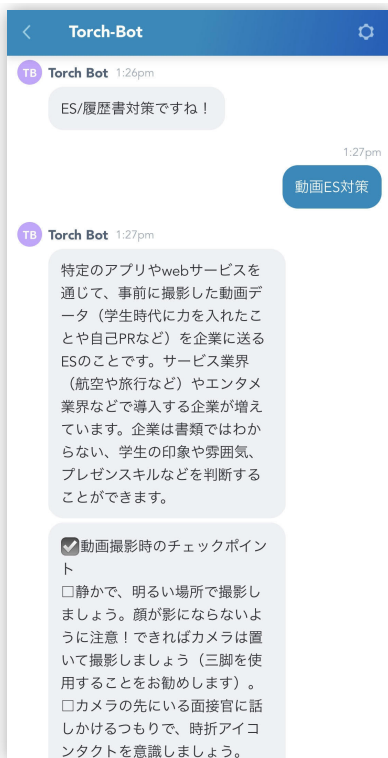 Torch-Bot
TB Torch Bot 1:26pm
ES/履歴書対策ですね！
1:27pm
動画ES対策
TB Torch Bot 1:27pm
特定のアプリやwebサービスを
通じて、事前に撮影した動画デ
ータ（学生時代に力を入れたこ
とや自己PRなど）を企業に送る
ESのことです。サービス業界
（航空や旅行など）やエンタメ
業界などで導入する企業が増え
ています。企業は書類ではわか
らない、学生の印象や雰囲気、
プレゼンスキルなどを判断する
ことができます。
☑動画撮影時のチェックポイン
ト
□静かで、明るい場所で撮影し
ましょう。顔が影にならないよ
うに注意！できればカメラは置
いて撮影しましょう（三脚を使
用することをお勧めします）。
□カメラの先にいる面接官に話
しかけるつもりで、時折アイコ
ンタクトを意識しましょう。